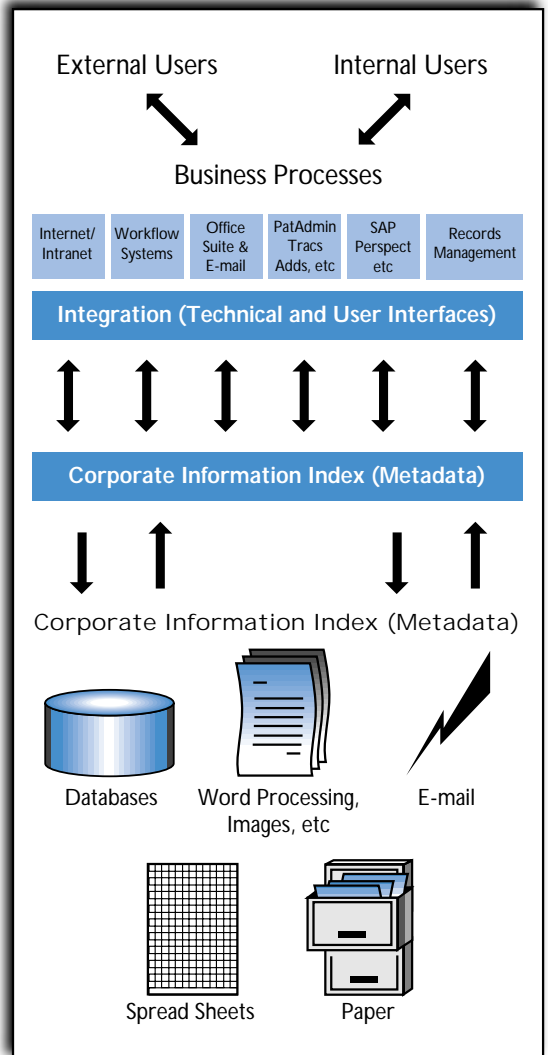 External Users
Internal Users
Business Processes
Internet/
Intranet
Workflow
Systems
Office
Suite &
E-mail
PatAdmin
Tracs
Adds, etc
SAP
Perspect
etc
Records
Management
Integration (Technical and User Interfaces)
Corporate Information Index (Metadata)
Corporate Information Index (Metadata)
Databases
Word Processing,
Images, etc
E-mail
Spread Sheets
Paper